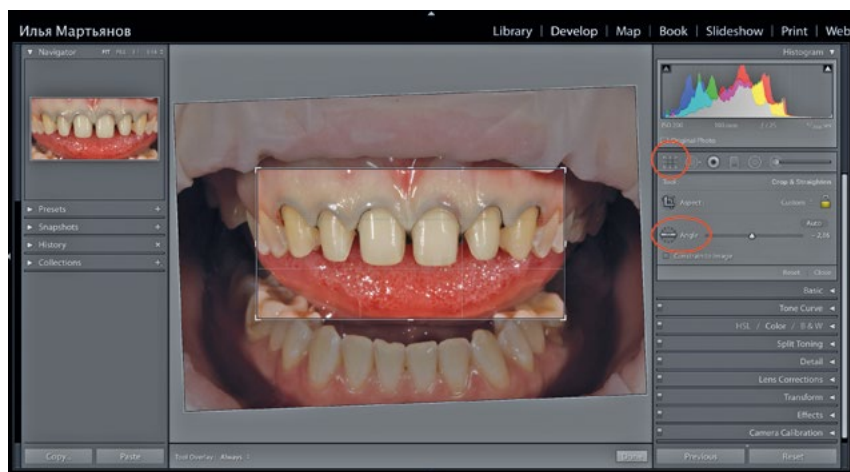 Илья Мартьянов
Library | Develop | Map | Book | Slideshow | Print | Web
Navigator
Presets
Snapshots
History
Collections
Copy...
Paste
Tool Overlay: Always
Done
Histogram
Original Photo
Tool:
Crop & Straighten
Aspect
Custom
Auto
Angle
Constrain to Image
Reset
Close
Basic
Tone Curve
HSL / Color / B & W
Split Toning
Detail
Lens Corrections
Transform
Effects
Camera Calibration
Previous
Reset